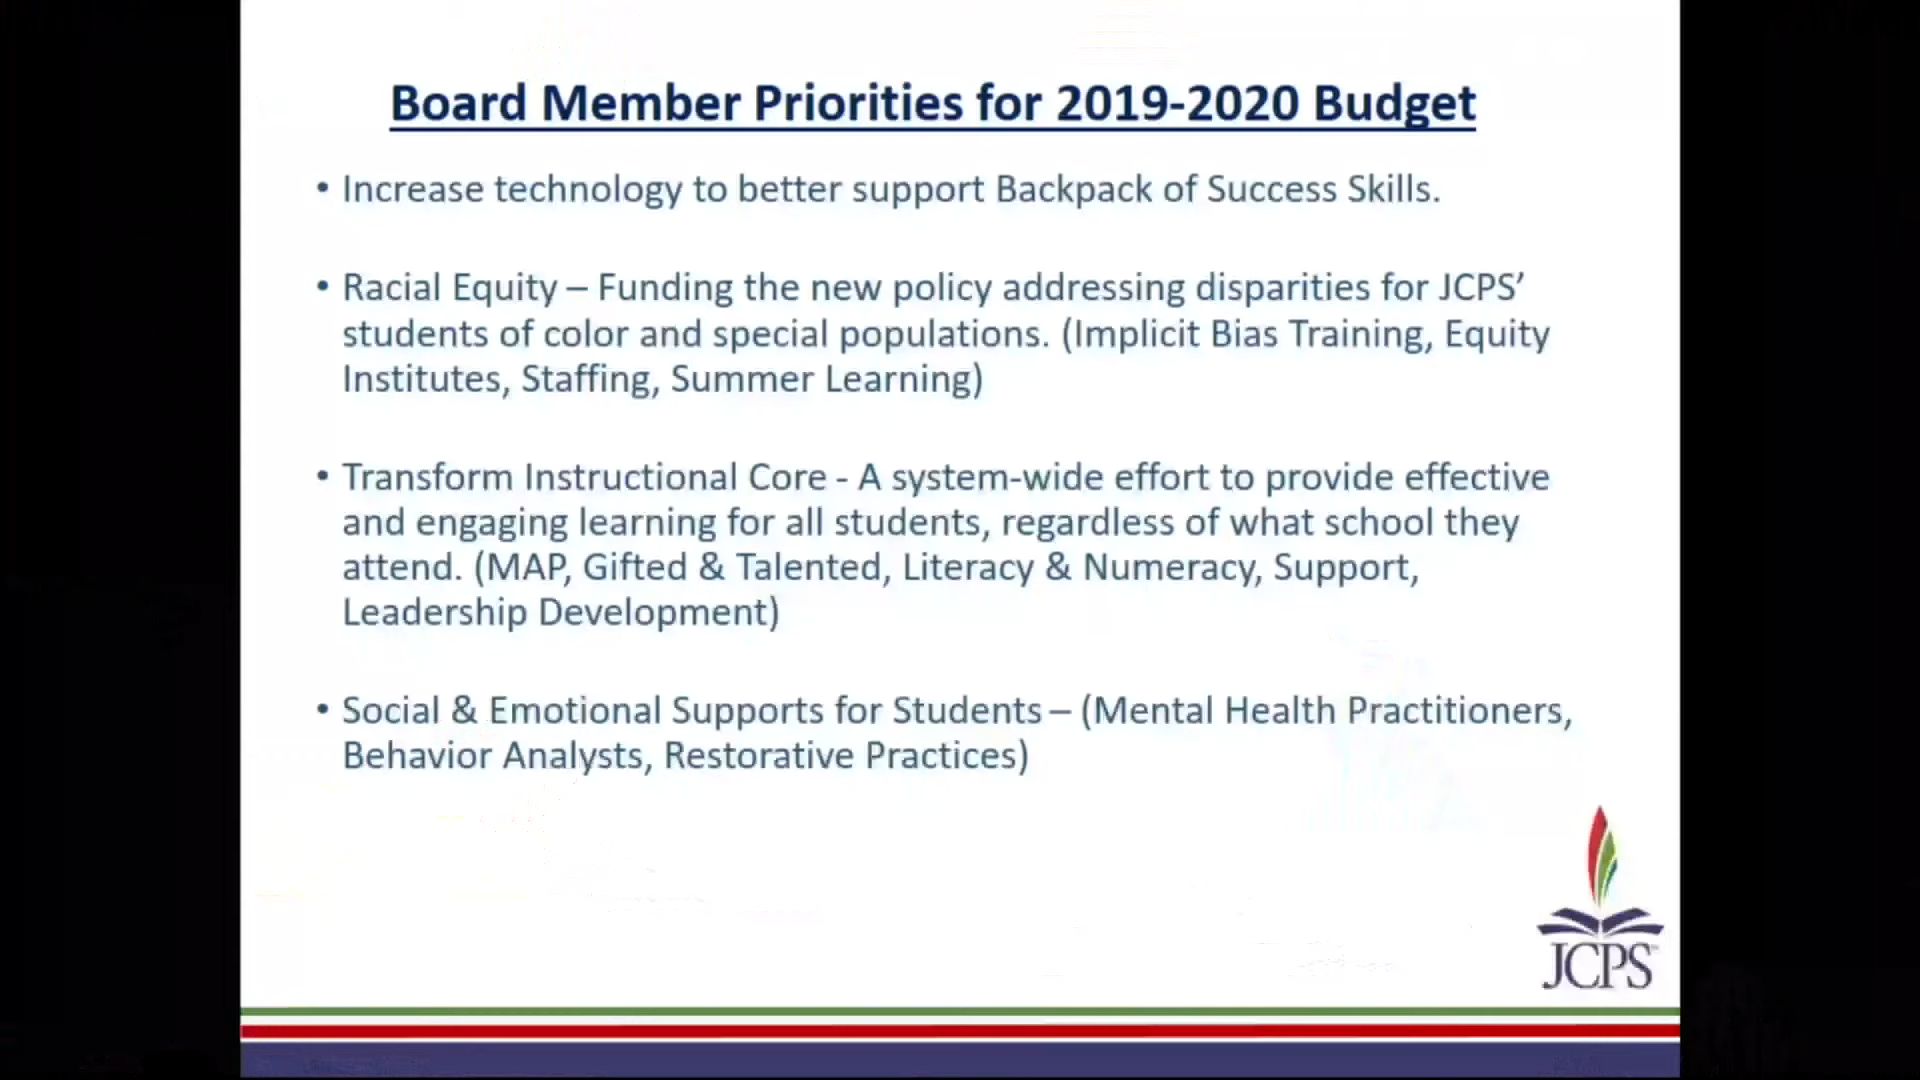 Board Member Priorities for 2019-2020 Budget
• Increase technology to better support Backpack of Success Skills.
• Racial Equity – Funding the new policy addressing disparities for JCPS’
students of color and special populations. (Implicit Bias Training, Equity
Institutes, Staffing, Summer Learning)
• Transform Instructional Core - A system-wide effort to provide effective
and engaging learning for all students, regardless of what school they
attend. (MAP, Gifted & Talented, Literacy & Numeracy, Support,
Leadership Development)
• Social & Emotional Supports for Students – (Mental Health Practitioners,
Behavior Analysts, Restorative Practices)
JCPS